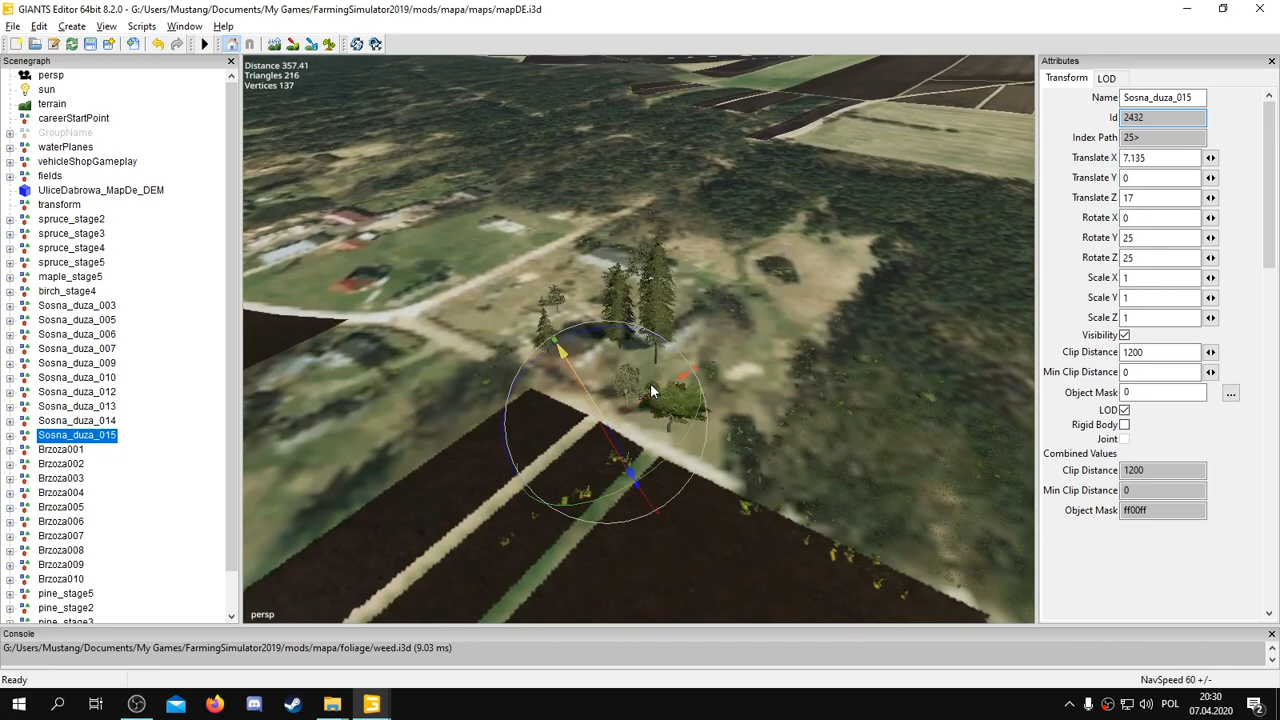 GIANTS Editor 64bit 8.2.0 - G:/Users/Mustang/Documents/My Games/FarmingSimulator2019/mods/mapa/maps/mapDE.i3d
File Edit Create View Scripts Window Help
Scenegraph
persp
sun
terrain
careerStartPoint
GroupName
waterPlanes
vehicleShopGameplay
fields
UliceDabrowa_MapDe_DEM
transform
spruce_stage2
spruce_stage3
spruce_stage4
spruce_stage5
maple_stage5
birch_stage4
Sosna_duza_003
Sosna_duza_005
Sosna_duza_006
Sosna_duza_007
Sosna_duza_009
Sosna_duza_010
Sosna_duza_012
Sosna_duza_013
Sosna_duza_014
Sosna_duza_015
Brzoza001
Brzoza002
Brzoza003
Brzoza004
Brzoza005
Brzoza006
Brzoza007
Brzoza008
Brzoza009
Brzoza010
pine_stage5
pine_stage2
pine_stage3
Distance 357.41
Triangles 216
Vertices 137
persp
Attributes
Transform LOD
Name Sosna_duza_015
Id 2432
Index Path 25>
Translate X 7.135
Translate Y 0
Translate Z 17
Rotate X 0
Rotate Y 25
Rotate Z 25
Scale X 1
Scale Y 1
Scale Z 1
Visibility
Clip Distance 1200
Min Clip Distance 0
Object Mask 0 ...
LOD
Rigid Body
Joint
Combined Values
Clip Distance 1200
Min Clip Distance 0
Object Mask ff00ff
Console
G:/Users/Mustang/Documents/My Games/FarmingSimulator2019/mods/mapa/foliage/weed.i3d (9.03 ms)
Ready
NavSpeed 60 +/-
POL
20:30
07.04.2020
2